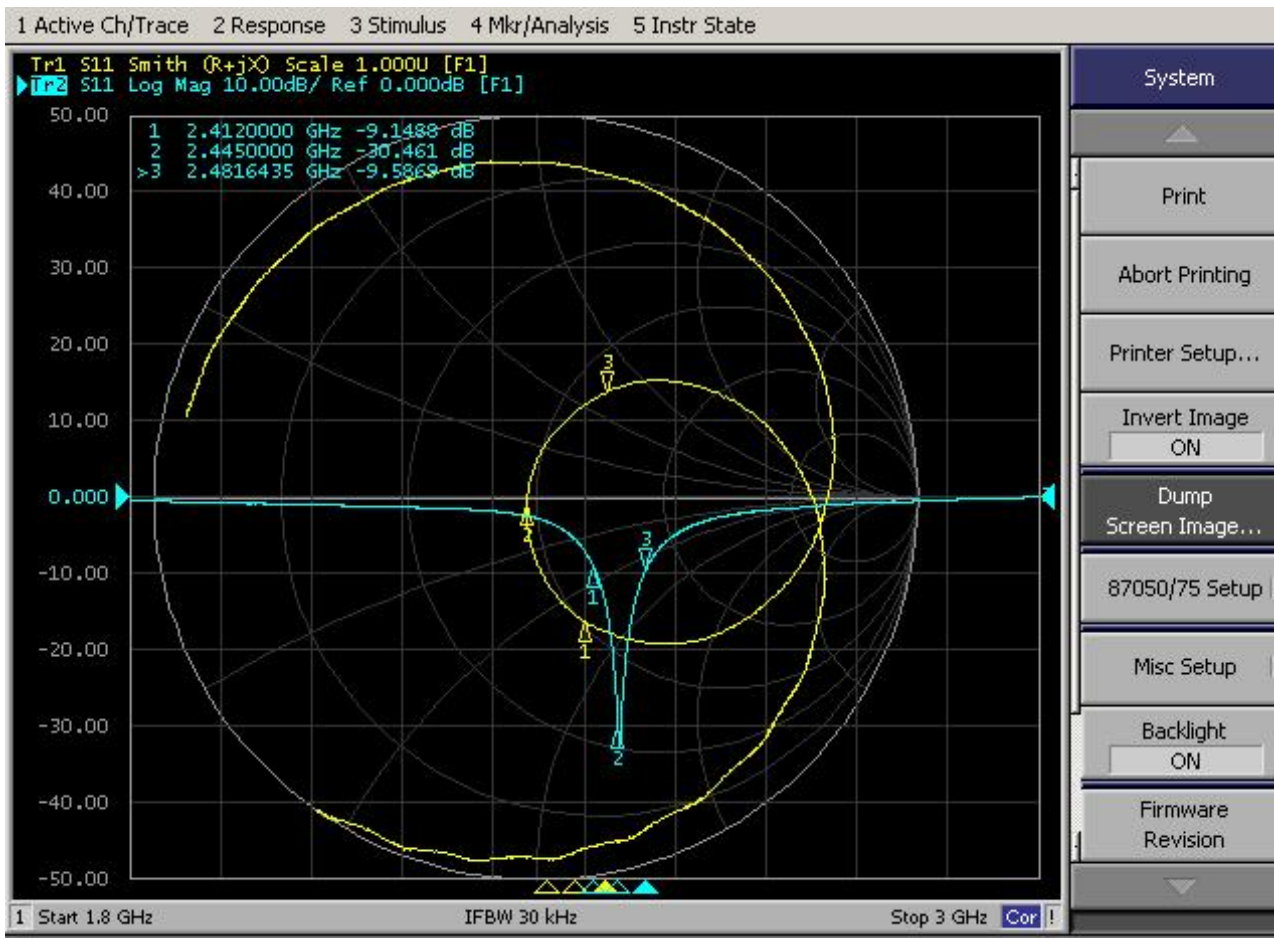 1 Active Ch/Trace 2 Response 3 Stimulus 4 Mkr/Analysis 5 Instr State
Tr1 S11 Smith (R+jX) Scale 1.000U [F1]
Tr2 S11 Log Mag 10.00dB/ Ref 0.000dB [F1]
50.00
1 2.4120000 GHz -9.1488 dB
2 2.4450000 GHz -30.461 dB
>3 2.4816435 GHz -9.5869 dB
40.00
30.00
20.00
10.00
0.000
-10.00
-20.00
-30.00
-40.00
-50.00
3
2
3
1
1
2
1 Start 1.8 GHz
IFBW 30 kHz
Stop 3 GHz Cor !
System
Print
Abort Printing
Printer Setup...
Invert Image
ON
Dump
Screen Image...
87050/75 Setup
Misc Setup
Backlight
ON
Firmware
Revision